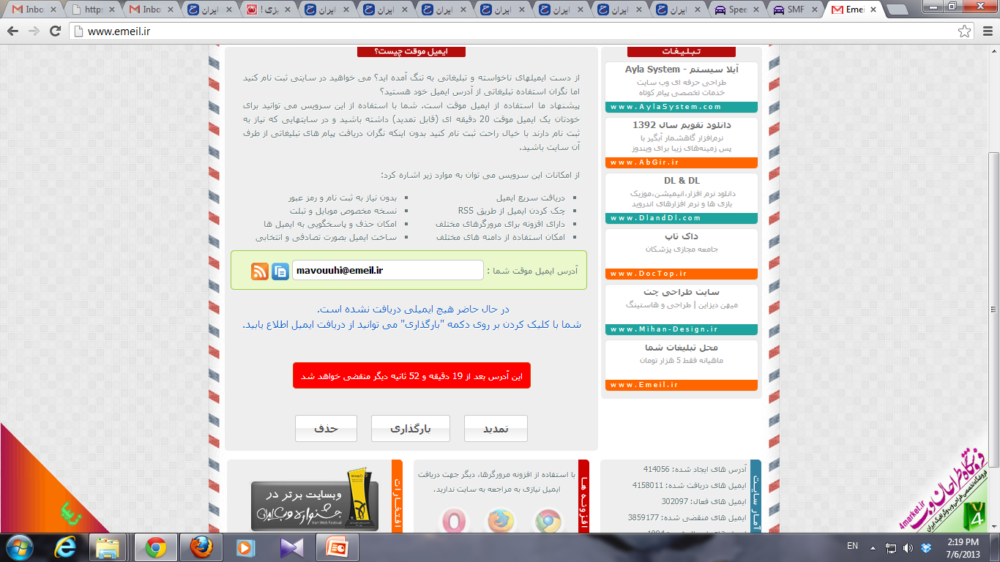 Inbo
https
Inbo
ایران
ایزی !
ایران
ایران
ایران
ایران
ایران
ایران
ایران
Spee
SMF
Emei
www.emeil.ir
ایمیل موقت چیست؟
از دست ایمیلهای ناخواسته و تبلیغاتی به تنگ آمده اید؟ می خواهید در سایتی ثبت نام کنید
اما نگران استفاده تبلیغاتی از آدرس ایمیل خود هستید؟
پیشنهاد ما استفاده از ایمیل موقت است. شما با استفاده از این سرویس می توانید برای
خودتان یک ایمیل موقت 20 دقیقه ای (قابل تمدید) داشته باشید و در سایتهایی که نیاز به
ثبت نام دارند با خیال راحت ثبت نام کنید بدون اینکه نگران دریافت پیام های تبلیغاتی از طرف
آن سایت باشید.
از امکانات این سرویس می توان به موارد زیر اشاره کرد:
دریافت سریع ایمیل
چک کردن ایمیل از طریق RSS
دارای افزونه برای مرورگرهای مختلف
امکان استفاده از دامنه های مختلف
بدون نیاز به ثبت نام و رمز عبور
نسخه مخصوص موبایل و تبلت
امکان حذف و پاسخگویی به ایمیل ها
ساخت ایمیل بصورت تصادفی و انتخابی
آدرس ایمیل موقت شما : mavouuhi@emeil.ir
در حال حاضر هیچ ایمیلی دریافت نشده است.
شما با کلیک کردن بر روی دکمه "بارگذاری" می توانید از دریافت ایمیل اطلاع یابید.
این آدرس بعد از 19 دقیقه و 52 ثانیه دیگر منقضی خواهد شد
تمدید
بارگذاری
حذف
تبلیغات
آیلا سیستم - Ayla System
طراحی حرفه ای وب سایت
خدمات تخصصی پیام کوتاه
www.AylaSystem.com
دانلود تقویم سال 1392
نرم‌افزار گاهشمار آبگیر با
پس زمینه‌های زیبا برای ویندوز
www.AbGir.ir
DL & DL
دانلود نرم افزار،انیمیشن،موزیک
بازی ها و نرم افزارهای اندروید
www.DlandDl.com
داک تاپ
جامعه مجازی پزشکان
www.DocTop.ir
سایت طراحی چت
میهن دیزاین | طراحی و هاستینگ
www.Mihan-Design.ir
محل تبلیغات شما
ماهیانه فقط 5 هزار تومان
www.Emeil.ir
آمار سایت
آدرس های ایجاد شده: 414056
ایمیل های دریافت شده: 4158011
ایمیل های فعال: 302097
ایمیل های منقضی شده: 3859177
افزونه ها
با استفاده از افزونه مرورگرها، دیگر جهت دریافت
ایمیل نیازی به مراجعه به سایت ندارید.
افتخارات
وبسایت برتر در
جشنواره وب ایران
Iran Web Festival
فروشگاه طراحان وب
فروشگاه تخصصی طراحی وب و گرافیک ایران
4market.ir
EN
2:19 PM
7/6/2013